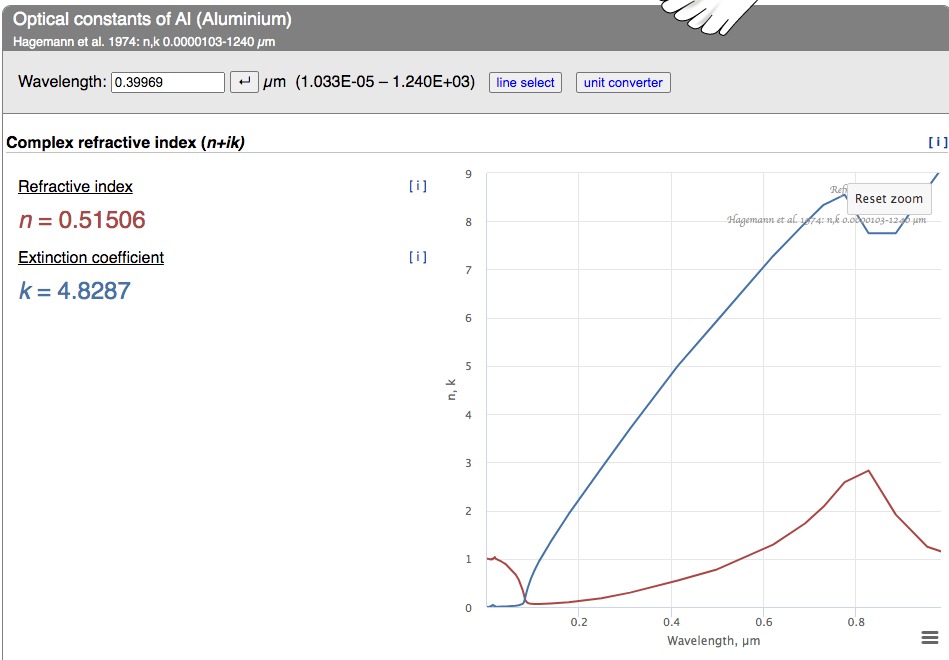 Optical constants of Al (Aluminium)
Hagemann et al. 1974: n,k 0.0000103-1240 µm
Wavelength: 0.39969 ↵ µm (1.033E-05 – 1.240E+03) line select unit converter
Complex refractive index (n+ik) [ i ]
Refractive index [ i ]
n = 0.51506
Extinction coefficient [ i ]
k = 4.8287
Reset zoom
Hagemann et al. 1974: n,k 0.0000103-1240 µm
9
8
7
6
5
4
3
2
1
0
n, k
0.2 0.4 0.6 0.8
Wavelength, µm